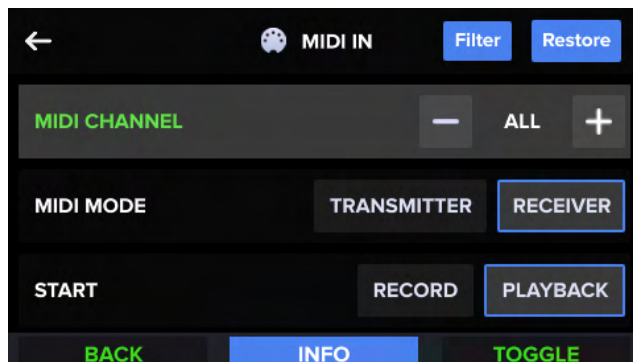 MIDI IN Filter Restore
MIDI CHANNEL ALL
MIDI MODE TRANSMITTER RECEIVER
START RECORD PLAYBACK
BACK INFO TOGGLE